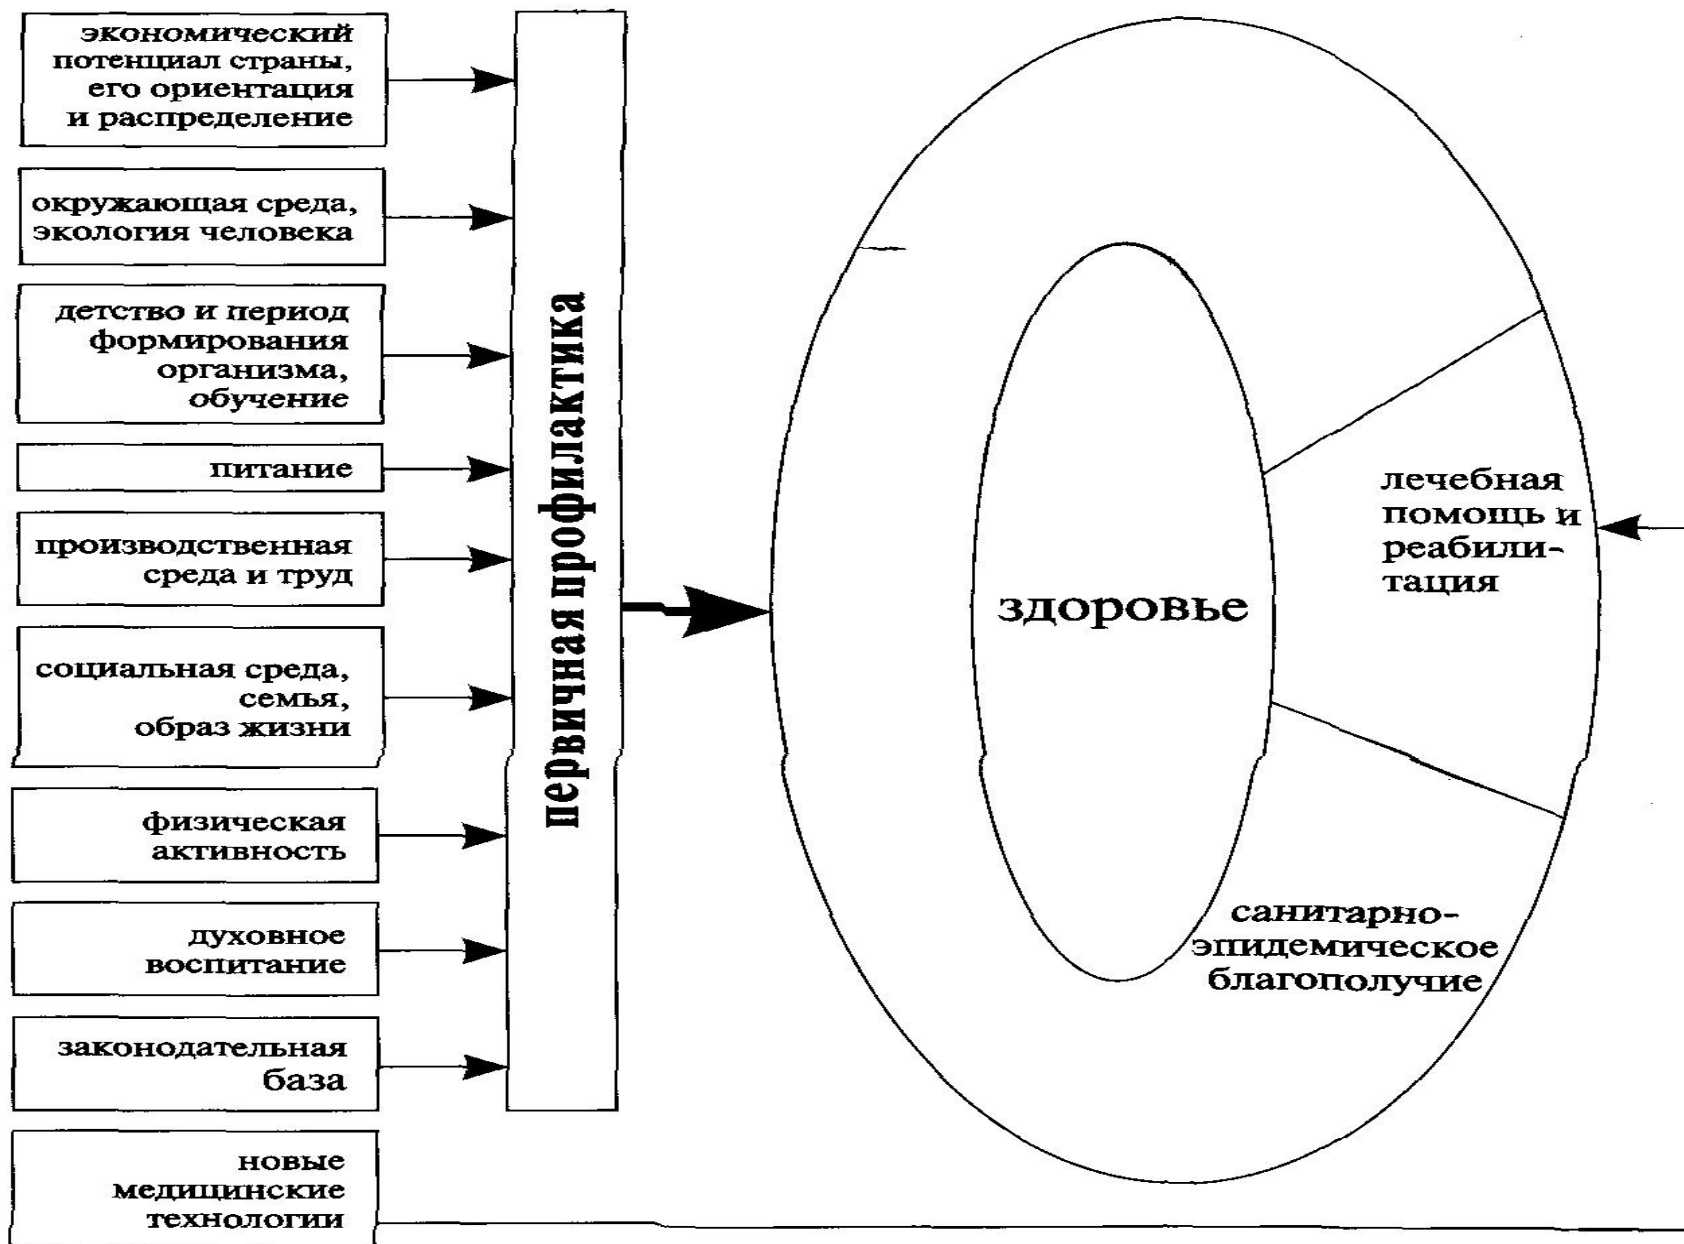 экономический
потенциал страны,
его ориентация
и распределение
окружающая среда,
экология человека
детство и период
формирования
организма,
обучение
питание
производственная
среда и труд
социальная среда,
семья,
образ жизни
физическая
активность
духовное
воспитание
законодательная
база
новые
медицинские
технологии
первичная профилактика
здоровье
лечебная
помощь и
реабили-
тация
санитарно-
эпидемическое
благополучие